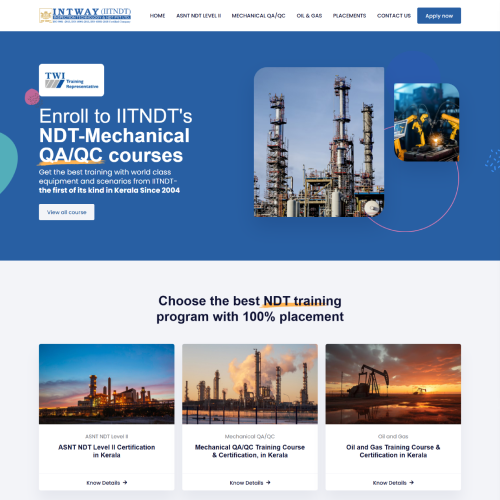 INTWAY (IITNDT)
HOME
ASNT NDT LEVEL II
MECHANICAL QA/QC
OIL & GAS
PLACEMENTS
CONTACT US
Apply now
TWI
Training
Representative
Enroll to IITNDT's
NDT-Mechanical
QA/QC courses
Get the best training with world class
equipment and scenarios from IITNDT-
the first of its kind in Kerala Since 2004
View all course
Choose the best NDT training
program with 100% placement
ASNT NDT Level II
ASNT NDT Level II Certification
in Kerala
Know Details
Mechanical QA/QC
Mechanical QA/QC Training Course
& Certification, in Kerala
Know Details
Oil and Gas
Oil and Gas Training Course &
Certification in Kerala
Know Details